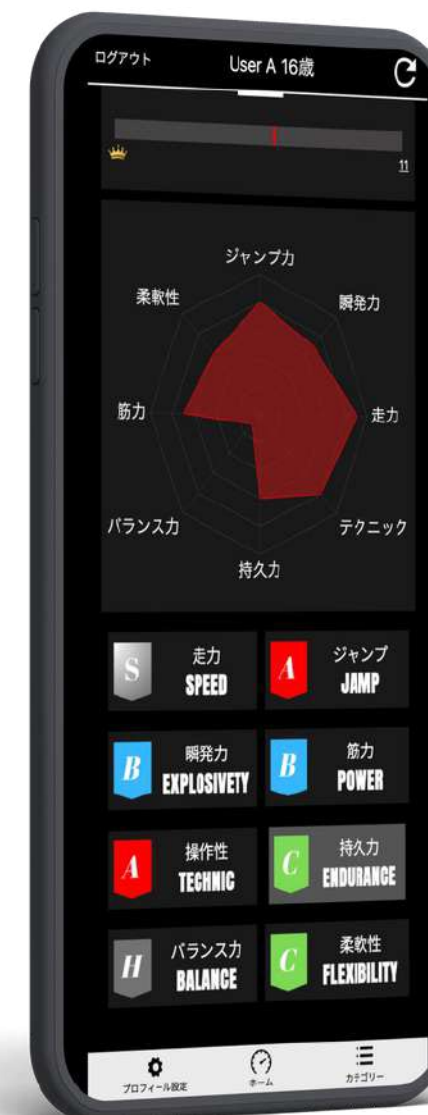 ログアウト
User A 16歳
11
ジャンプ力
柔軟性
瞬発力
筋力
走力
バランス力
テクニック
持久力
S
走力
SPEED
A
ジャンプ
JAMP
B
瞬発力
EXPLOSIVETY
B
筋力
POWER
A
操作性
TECHNIC
C
持久力
ENDURANCE
H
バランス力
BALANCE
C
柔軟性
FLEXIBILITY
プロフィール設定
ホーム
カテゴリー